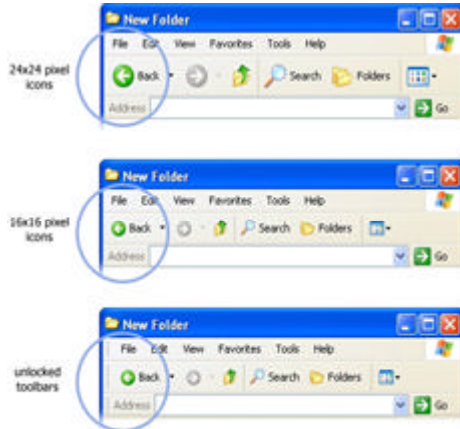 New Folder
File Edit View Favorites Tools Help
24x24 pixel
icons
Back Search Folders
Address Go
New Folder
File Edit View Favorites Tools Help
16x16 pixel
icons
Back Search Folders
Address Go
New Folder
File Edit View Favorites Tools Help
unlocked
toolbars
Back Search Folders
Address Go